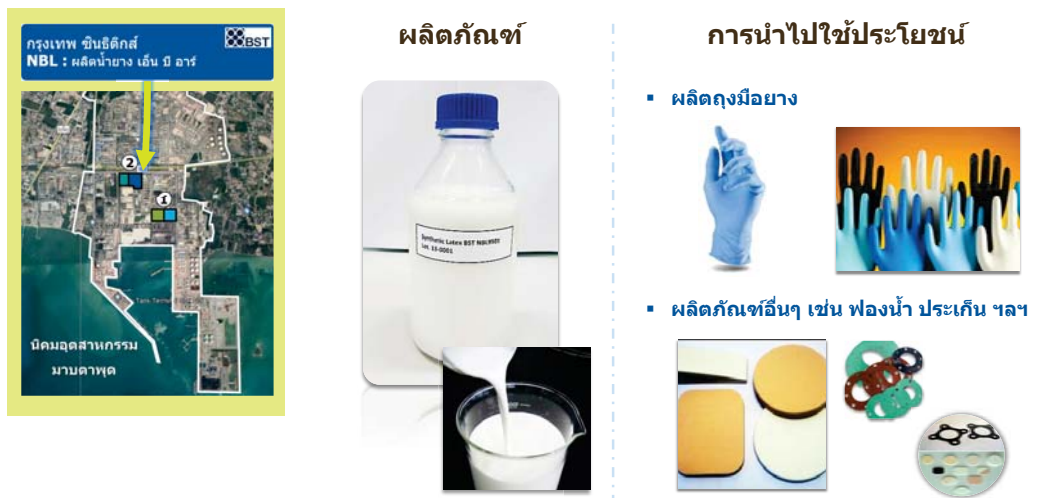 กรุงเทพ ซินธิติกส์
BST
NBL : ผลิตน้ำยาง เอ็น บี อาร์
2
1
นิคมอุตสาหกรรม
มาบตาพุด
ผลิตภัณฑ์
Synthetic Latex BST
Lot. 13-0001
การนำไปใช้ประโยชน์
▪ ผลิตถุงมือยาง
▪ ผลิตภัณฑ์อื่นๆ เช่น ฟองน้ำ ประเก็น ฯลฯ